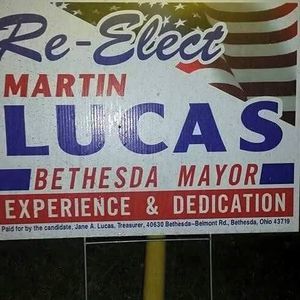 Re-Elect
MARTIN
LUCAS
BETHESDA MAYOR
EXPERIENCE & DEDICATION
Paid for by the candidate, Jane A. Lucas, Treasurer, 40630 Bethesda-Belmont Rd., Bethesda, Ohio 43719